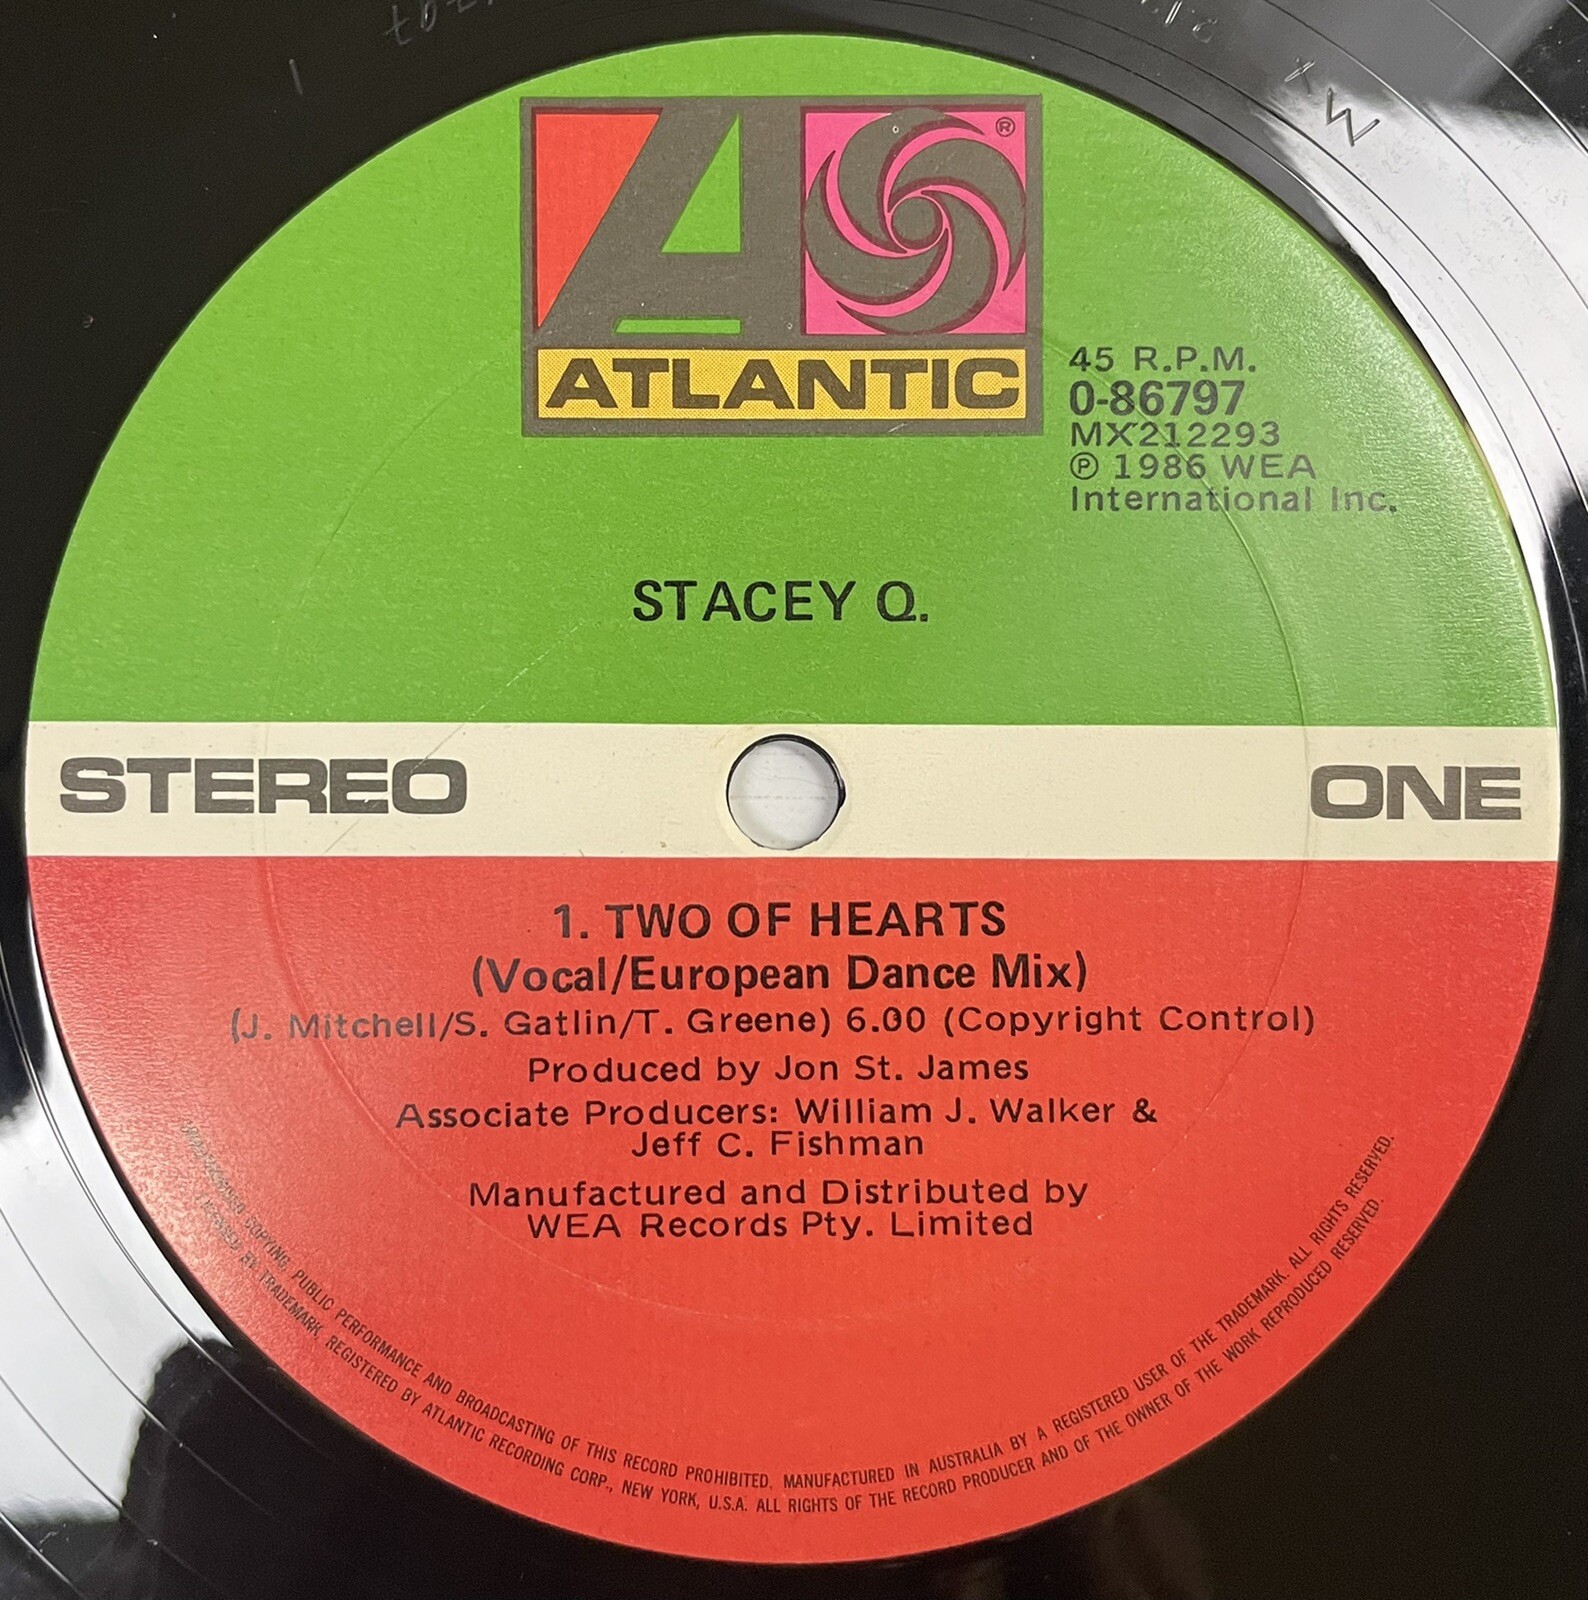 ATLANTIC
®
45 R.P.M.
0-86797
MX212293
Ⓟ 1986 WEA
International Inc.
STACEY Q.
STEREO
ONE
1. TWO OF HEARTS
(Vocal/European Dance Mix)
(J. Mitchell/S. Gatlin/T. Greene) 6.00 (Copyright Control)
Produced by Jon St. James
Associate Producers: William J. Walker &
Jeff C. Fishman
Manufactured and Distributed by
WEA Records Pty. Limited
COPYING PUBLIC PERFORMANCE AND BROADCASTING OF THIS RECORD PROHIBITED. MANUFACTURED IN AUSTRALIA BY A REGISTERED USER OF THE TRADEMARK. ALL RIGHTS RESERVED.
BY TRADEMARK, REGISTERED BY ATLANTIC RECORDING CORP., NEW YORK, U.S.A. ALL RIGHTS OF THE RECORD PRODUCER AND OF THE OWNER OF THE WORK REPRODUCED RESERVED.